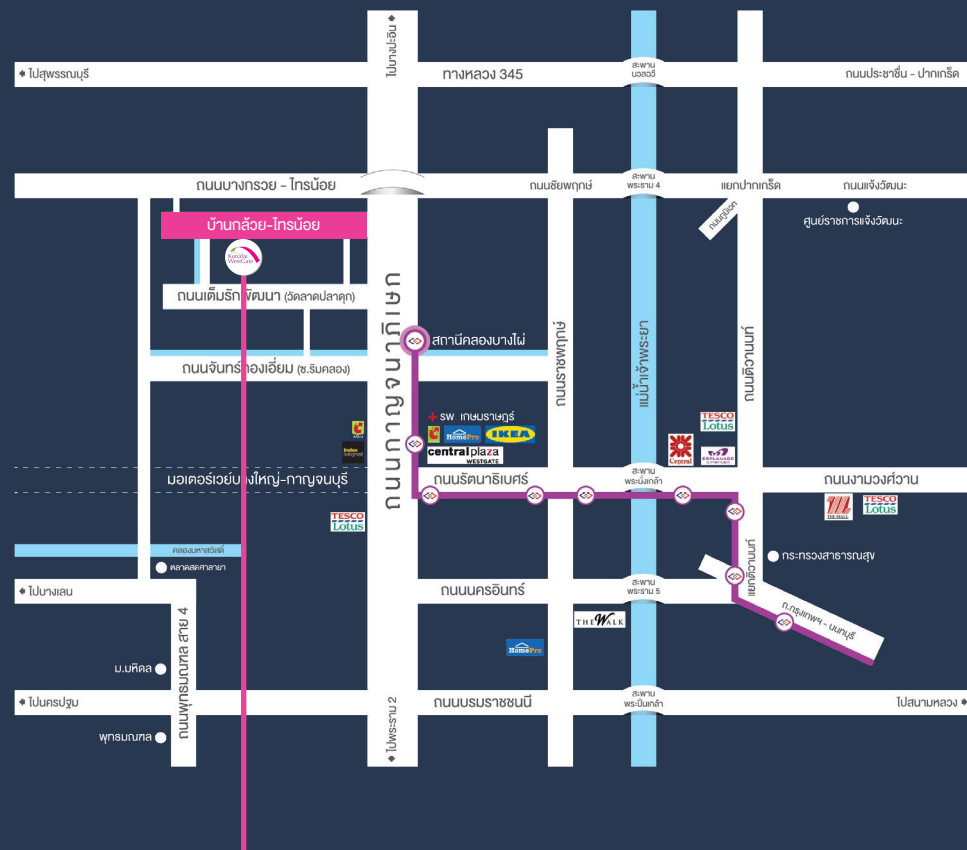 ไปบางปะอิน
ไปสุพรรณบุรี
ทางหลวง 345
สะพาน
นวลฉวี
ถนนประชาชื่น - ปากเกร็ด
ถนนบางกรวย - ไทรน้อย
ถนนชัยพฤกษ์
สะพาน
พระราม 4
แยกปากเกร็ด
ถนนแจ้งวัฒนะ
ถนนภูมิเวท
ศูนย์ราชการแจ้งวัฒนะ
บ้านกล้วย-ไทรน้อย
Kunalai
WestGate
ถนนเต็มรักพัฒนา (วัดลาดปลาดุก)
ถนนกาญจนาภิเษก
สถานีคลองบางไผ่
ถนนราชพฤกษ์
แม่น้ำเจ้าพระยา
ถนนติวานนท์
ถนนจันทร์ทองเอี่ยม (ซ.ริมคลอง)
รพ เกษมราษฎร์
HomePro
IKEA
centralplaza
WESTGATE
Index
livingmall
TESCO
Lotus
Central
ESPLANADE
CINEPLEX
มอเตอร์เวย์บางใหญ่-กาญจนบุรี
ถนนรัตนาธิเบศร์
สะพาน
พระนั่งเกล้า
ถนนงามวงศ์วาน
TESCO
Lotus
THE MALL
TESCO
Lotus
คลองมหาสวัสดิ์
ตลาดสดศาลายา
กระทรวงสาธารณสุข
แยกติวานนท์
ไปบางเลน
ถนนนครอินทร์
สะพาน
พระราม 5
ถ.กรุงเทพฯ - นนทบุรี
THE WALK
HomePro
ถนนพุทธมณฑล สาย 4
ม.มหิดล
ไปนครปฐม
ไปพระราม 2
ถนนบรมราชชนนี
สะพาน
พระปิ่นเกล้า
ไปสนามหลวง
พุทธมณฑล